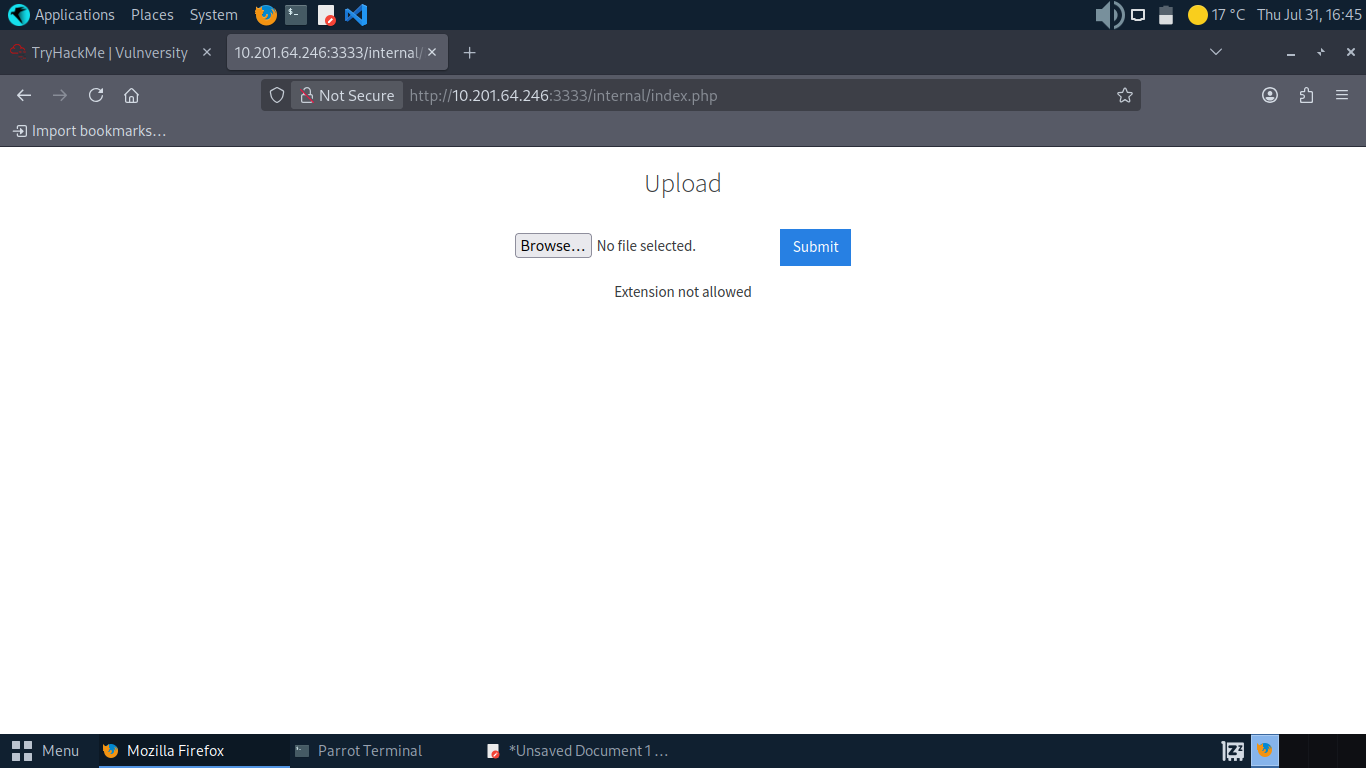 Applications Places System 17 °C Thu Jul 31, 16:45
TryHackMe | Vulnversity 10.201.64.246:3333/internal/
Not Secure http://10.201.64.246:3333/internal/index.php
Import bookmarks…
Upload
Browse… No file selected. Submit
Extension not allowed
Menu Mozilla Firefox Parrot Terminal *Unsaved Document 1 …